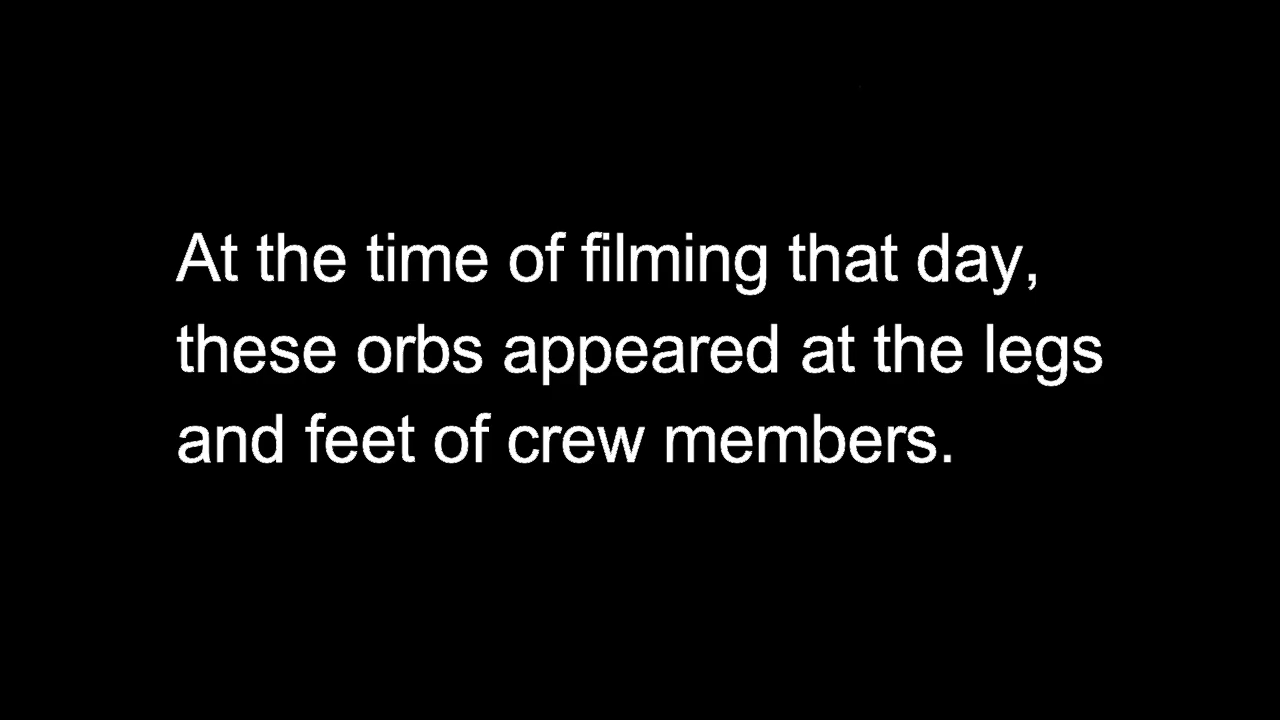 At the time of filming that day,
these orbs appeared at the legs
and feet of crew members.